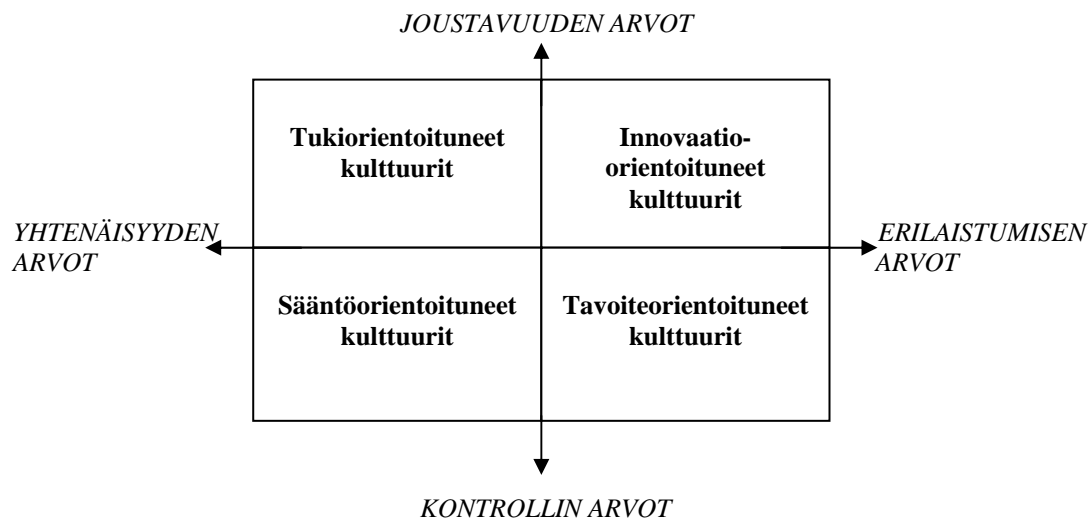 JOUSTAVUUDEN ARVOT
Tukiorientoituneet
kulttuurit
Innovaatio-
orientoituneet
kulttuurit
YHTENÄISYYDEN
ARVOT
ERILAISTUMISEN
ARVOT
Sääntöorientoituneet
kulttuurit
Tavoiteorientoituneet
kulttuurit
KONTROLLIN ARVOT